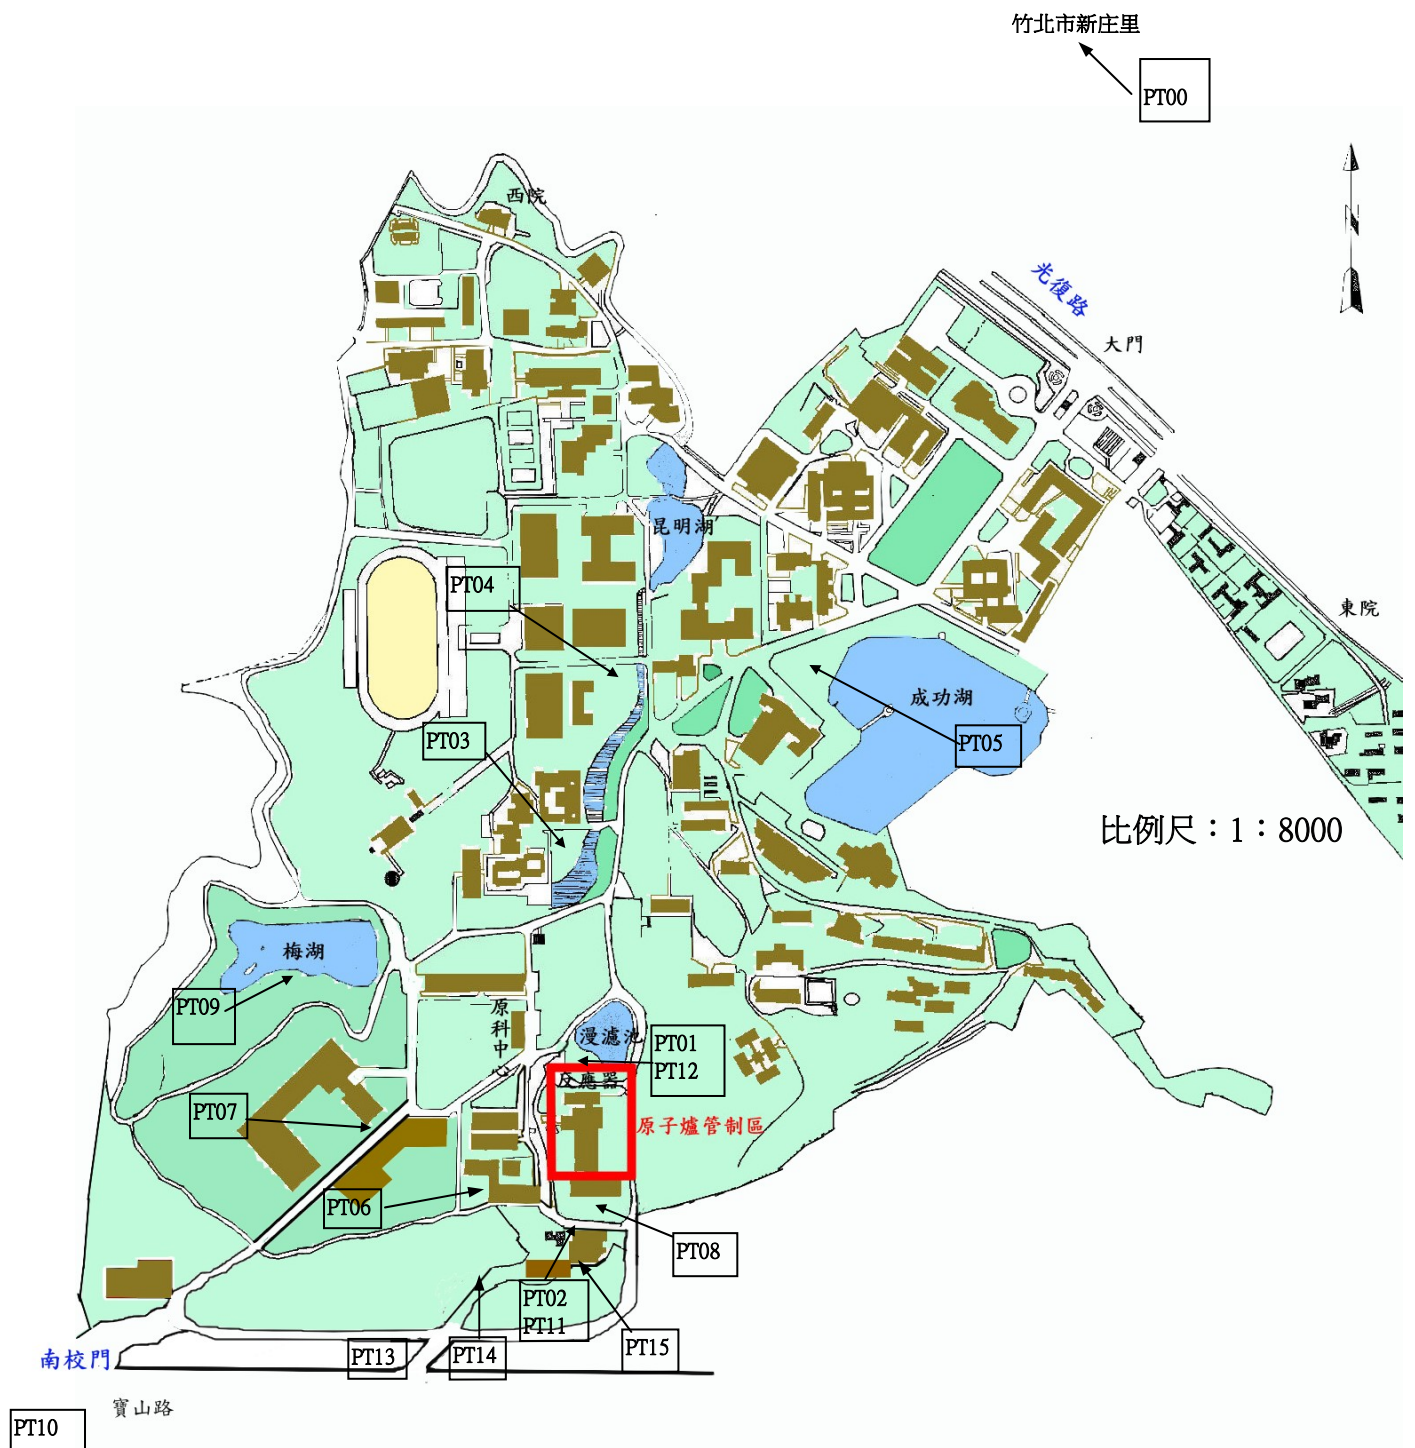 竹北市新庄里
PT00
西院
光復路
大門
昆明湖
PT04
東院
成功湖
PT03
PT05
比例尺：1：8000
梅湖
PT09
原科中心
漫濾池
PT01
PT12
反應器
PT07
原子爐管制區
PT06
PT08
PT02
PT11
PT15
PT13
PT14
南校門
寶山路
PT10